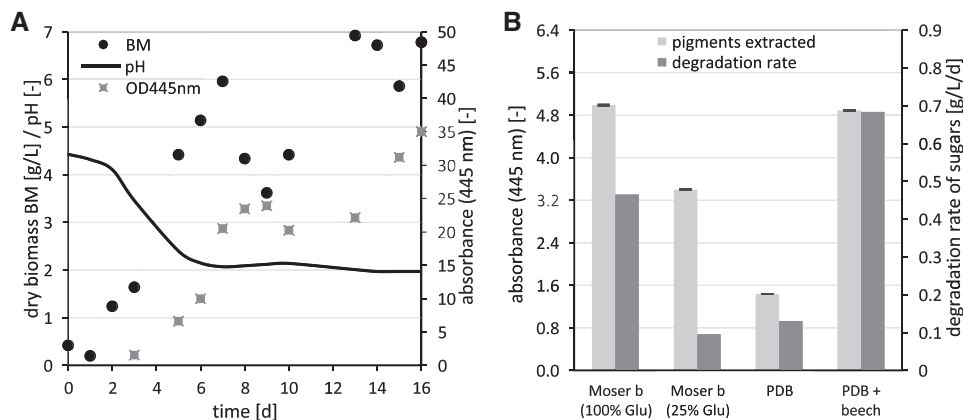 A
7
6
5
4
3
2
1
0
dry biomass BM [g/L] / pH [-]
BM
pH
OD445nm
50
45
40
35
30
25
20
15
10
5
0
absorbance (445 nm) [-]
0 2 4 6 8 10 12 14 16
time [d]
B
6.4
5.6
4.8
4.0
3.2
2.4
1.6
0.8
0.0
absorbance (445 nm) [-]
pigments extracted
degradation rate
0.9
0.8
0.7
0.6
0.5
0.4
0.3
0.2
0.1
0
degradation rate of sugars [g/L/d]
Moser b
(100% Glu)
Moser b
(25% Glu)
PDB
PDB +
beech